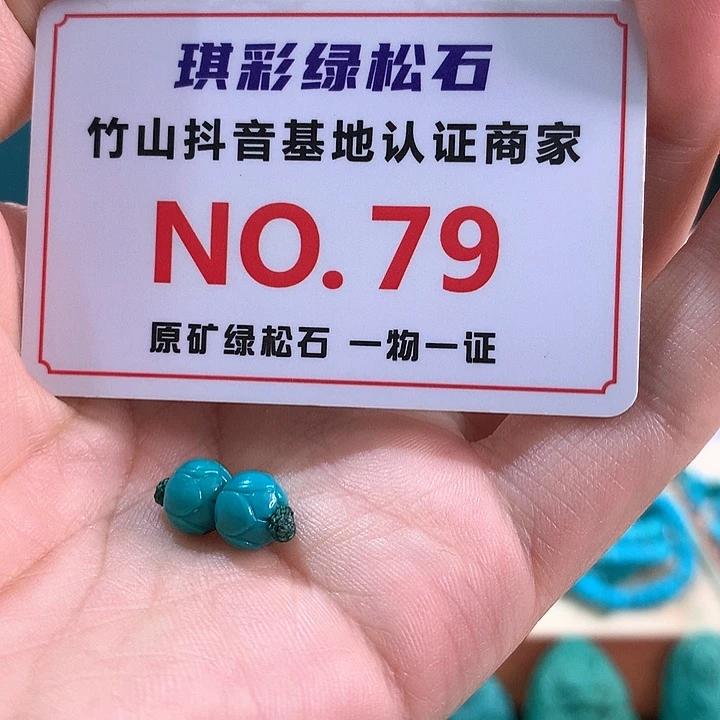 琪彩绿松石
竹山抖音基地认证商家
NO. 79
原矿绿松石 一物一证